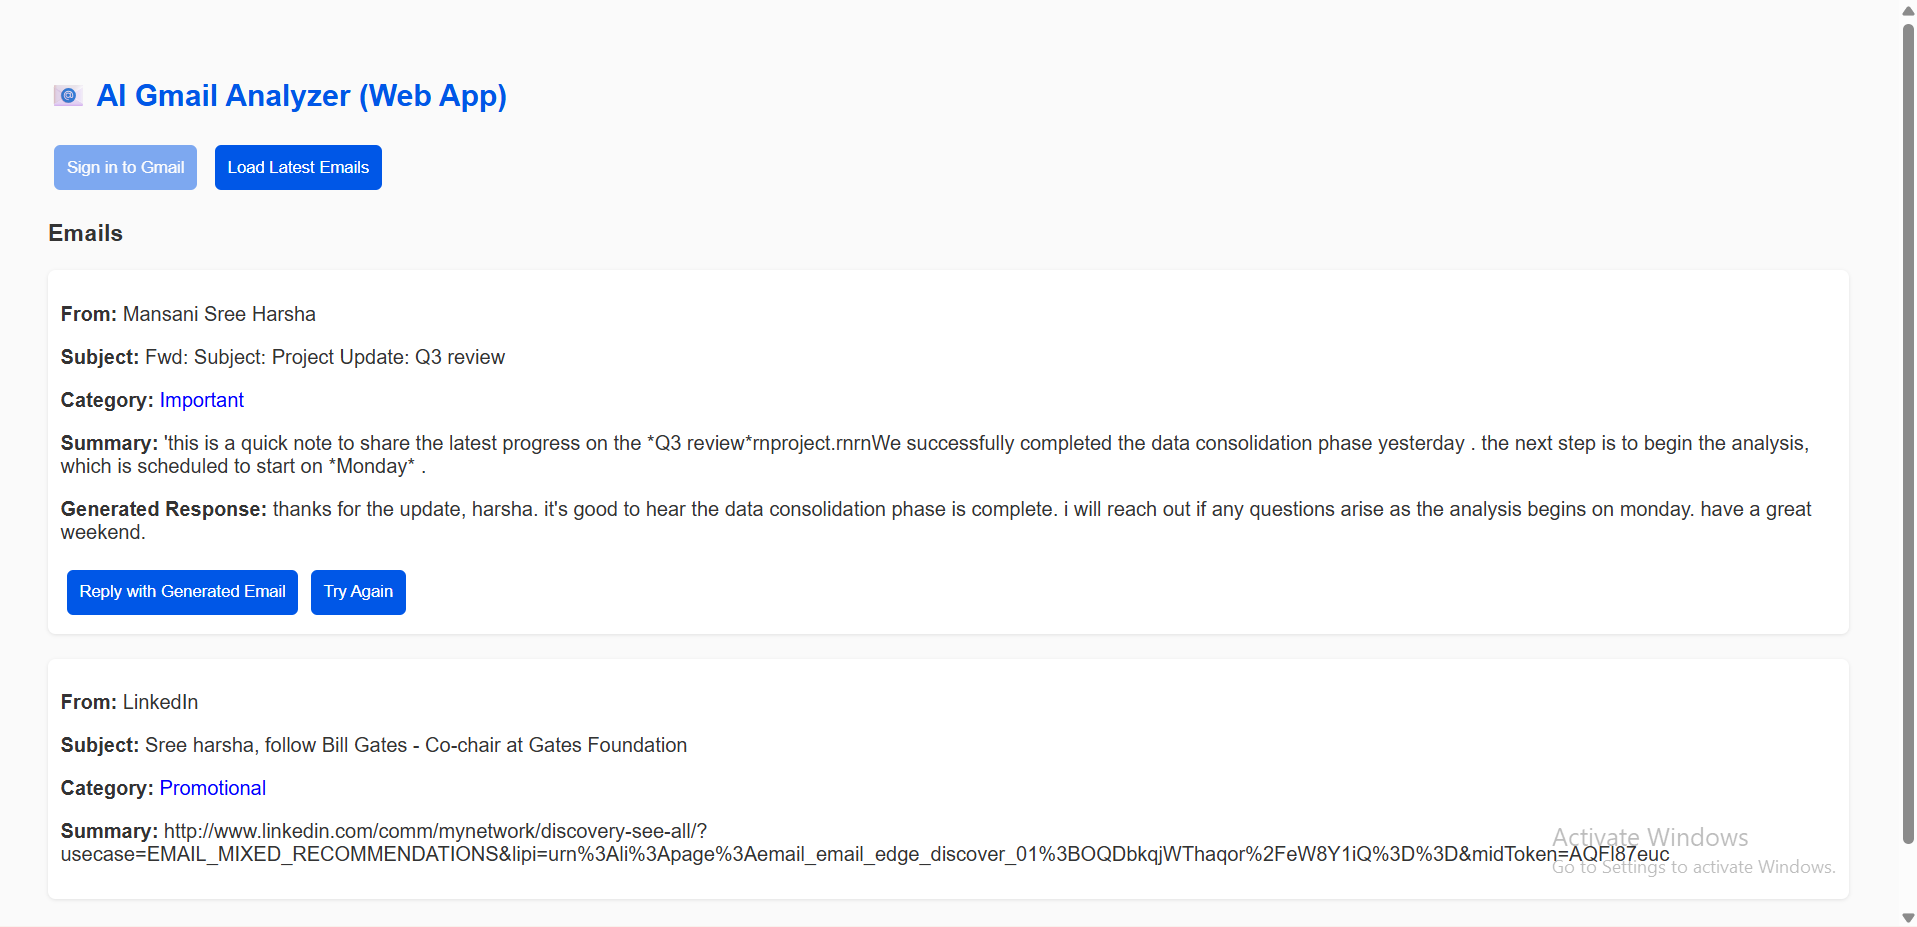 AI Gmail Analyzer (Web App)
Sign in to Gmail
Load Latest Emails
Emails
From: Mansani Sree Harsha
Subject: Fwd: Subject: Project Update: Q3 review
Category: Important
Summary: 'this is a quick note to share the latest progress on the *Q3 review*rnproject.rnrnWe successfully completed the data consolidation phase yesterday . the next step is to begin the analysis,
which is scheduled to start on *Monday* .
Generated Response: thanks for the update, harsha. it's good to hear the data consolidation phase is complete. i will reach out if any questions arise as the analysis begins on monday. have a great
weekend.
Reply with Generated Email
Try Again
From: LinkedIn
Subject: Sree harsha, follow Bill Gates - Co-chair at Gates Foundation
Category: Promotional
Summary: http://www.linkedin.com/comm/mynetwork/discovery-see-all/?
usecase=EMAIL_MIXED_RECOMMENDATIONS&lipi=urn%3Ali%3Apage%3Aemail_email_edge_discover_01%3BOQDbkqjWThaqor%2FeW8Y1iQ%3D%3D&midToken=AQFI87euc
Activate Windows
Go to Settings to activate Windows.